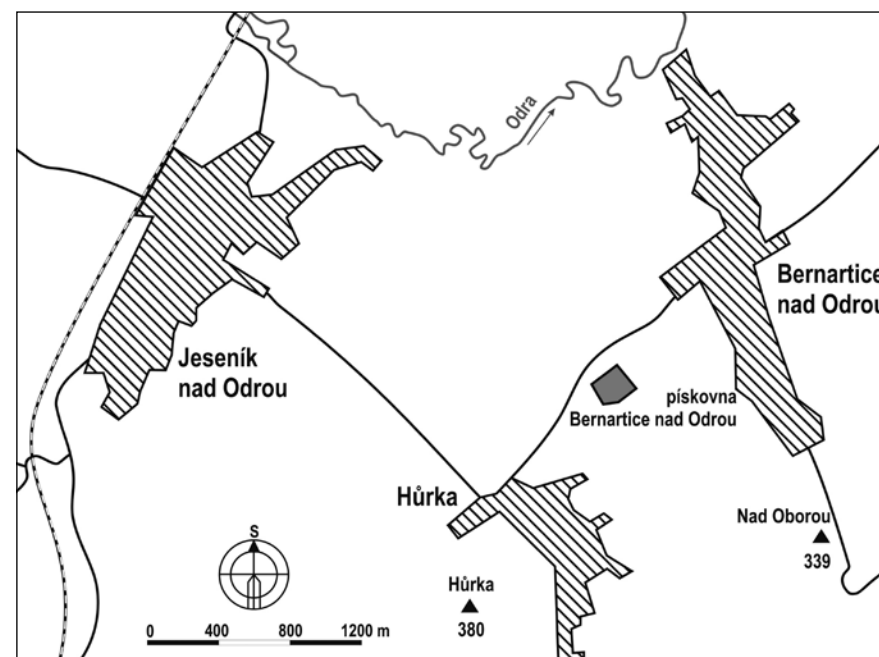 Odra
Bernartice
nad Odrou
Jeseník
nad Odrou
pískovna
Bernartice nad Odrou
Hůrka
Nad Oborou
339
S
Hůrka
380
0 400 800 1200 m